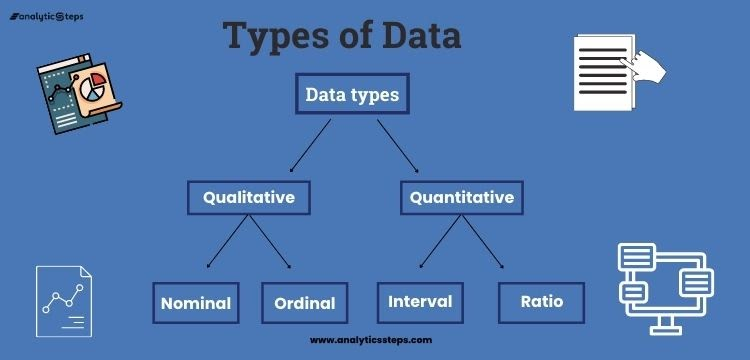 analyticSteps
Types of Data
Data types
Qualitative
Quantitative
Nominal
Ordinal
Interval
Ratio
www.analyticssteps.com